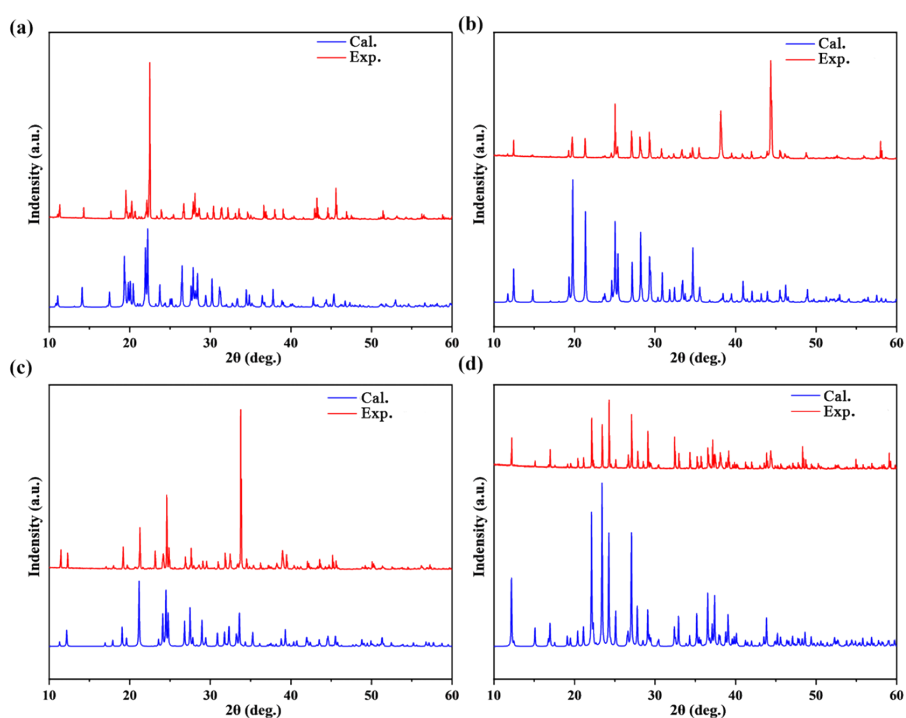 (a)
Cal.
Exp.
Indensity (a.u.)
10 20 30 40 50 60
2θ (deg.)
(b)
Cal.
Exp.
Indensity (a.u.)
10 20 30 40 50 60
2θ (deg.)
(c)
Cal.
Exp.
Indensity (a.u.)
10 20 30 40 50 60
2θ (deg.)
(d)
Cal.
Exp.
Indensity (a.u.)
10 20 30 40 50 60
2θ (deg.)